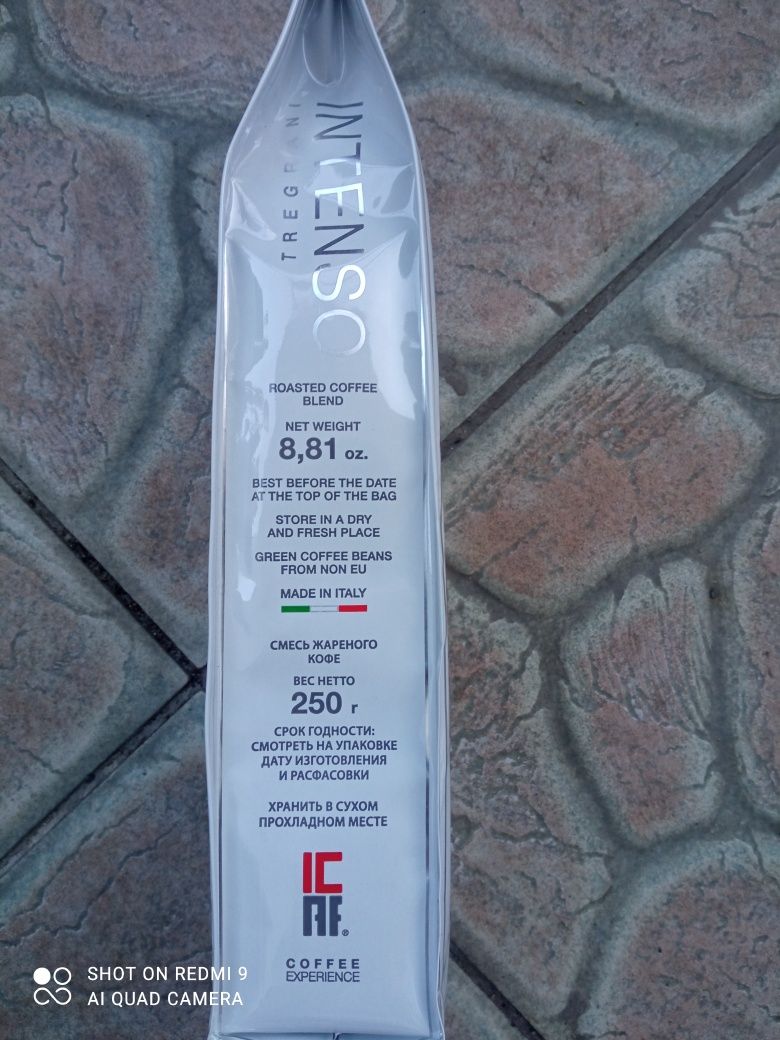 INTENSO
TREGRANI
ROASTED COFFEE
BLEND
NET WEIGHT
8,81 oz.
BEST BEFORE THE DATE
AT THE TOP OF THE BAG
STORE IN A DRY
AND FRESH PLACE
GREEN COFFEE BEANS
FROM NON EU
MADE IN ITALY
СМЕСЬ ЖАРЕНОГО
КОФЕ
ВЕС НЕТТО
250 г
СРОК ГОДНОСТИ:
СМОТРЕТЬ НА УПАКОВКЕ
ДАТУ ИЗГОТОВЛЕНИЯ
И РАСФАСОВКИ
ХРАНИТЬ В СУХОМ
ПРОХЛАДНОМ МЕСТЕ
IC
AF®
COFFEE
EXPERIENCE
SHOT ON REDMI 9
AI QUAD CAMERA